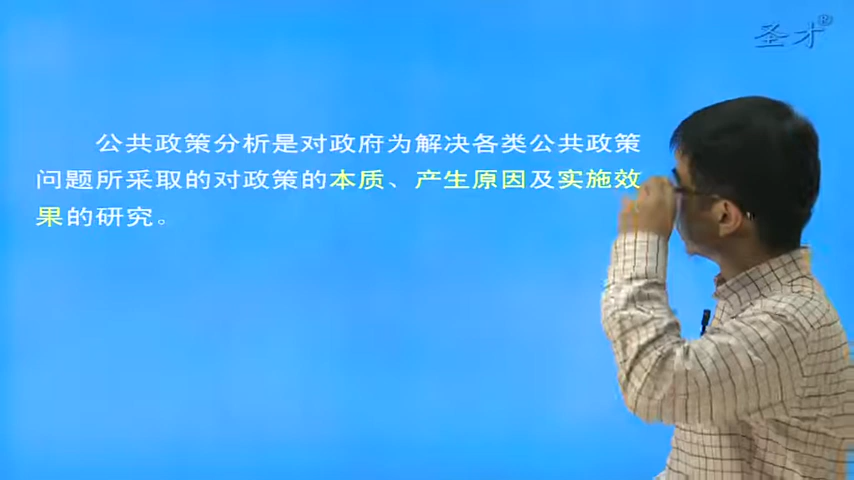 圣才®
公共政策分析是对政府为解决各类公共政策
问题所采取的对政策的本质、产生原因及实施效
果的研究。